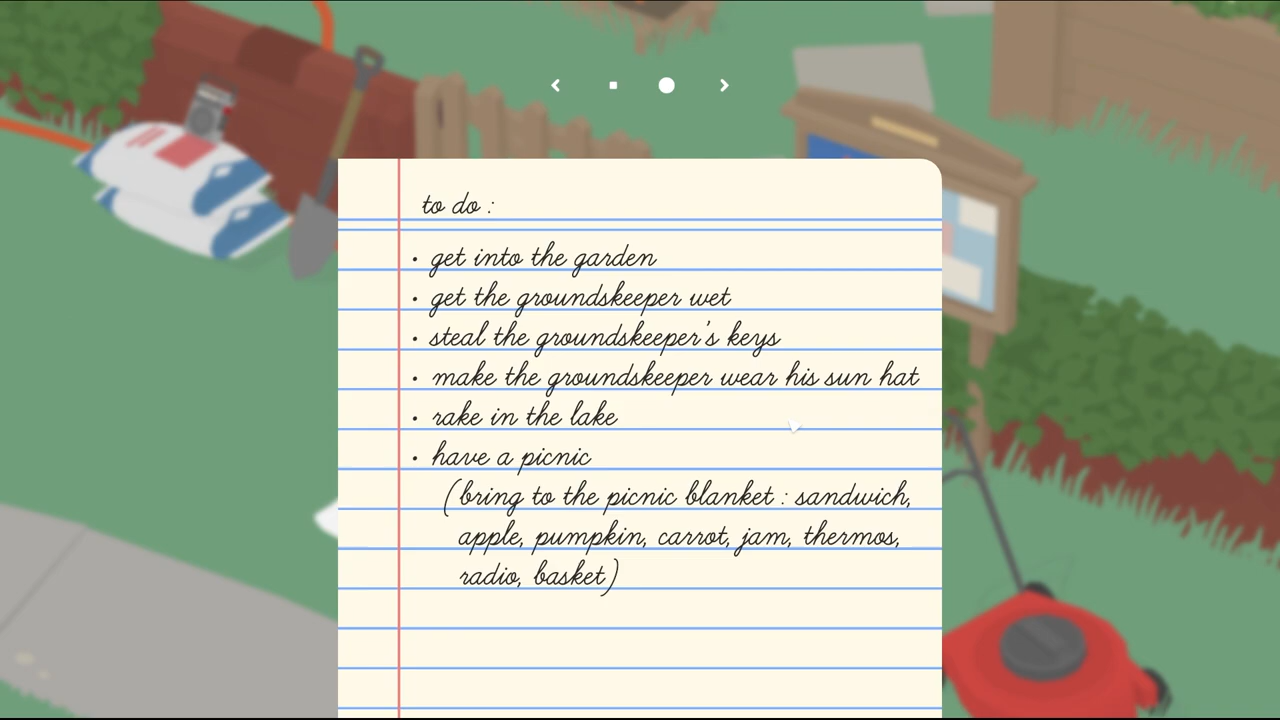 to do :
• get into the garden
• get the groundskeeper wet
• steal the groundskeeper's keys
• make the groundskeeper wear his sun hat
• rake in the lake
• have a picnic
(bring to the picnic blanket : sandwich,
apple, pumpkin, carrot, jam, thermos,
radio, basket)